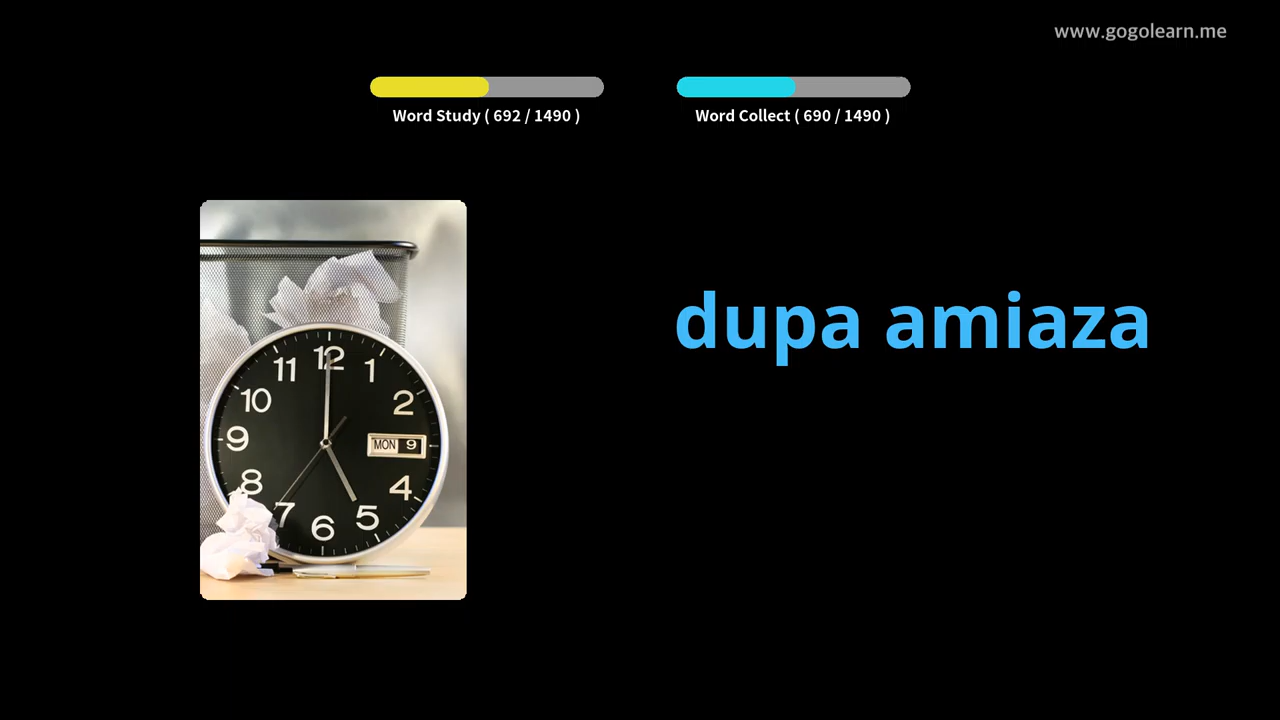 www.gogolearn.me
Word Study ( 692 / 1490 )
Word Collect ( 690 / 1490 )
dupa amiaza
12
11
1
10
2
9
MON 9
8
4
7
5
6